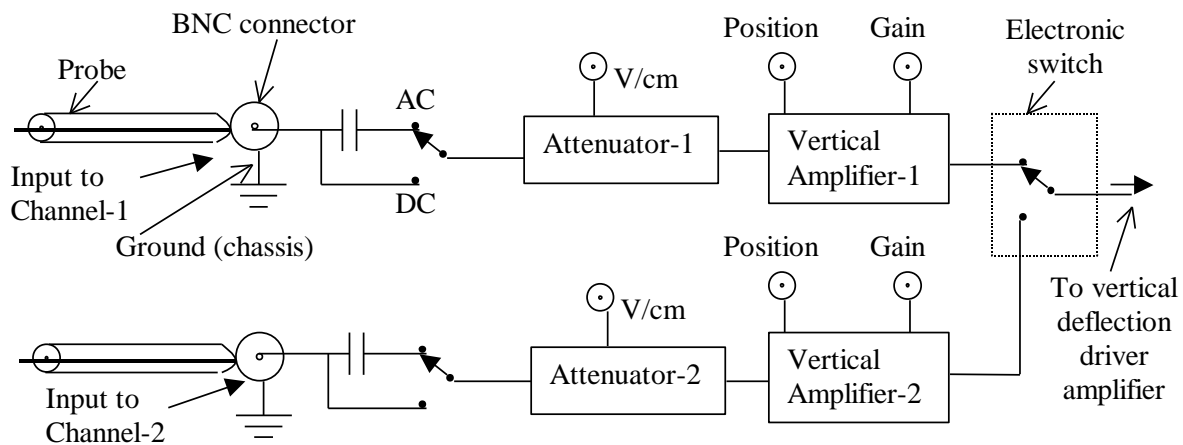 BNC connector
Probe
Input to
Channel-1
Ground (chassis)
AC
DC
V/cm
Attenuator-1
Position
Gain
Vertical
Amplifier-1
Electronic
switch
Input to
Channel-2
V/cm
Attenuator-2
Position
Gain
Vertical
Amplifier-2
To vertical
deflection
driver
amplifier